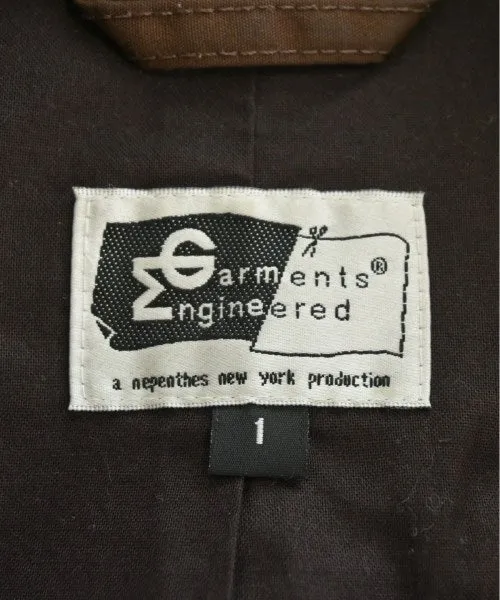 Garments®
Engineered
a nepenthes new york production
1